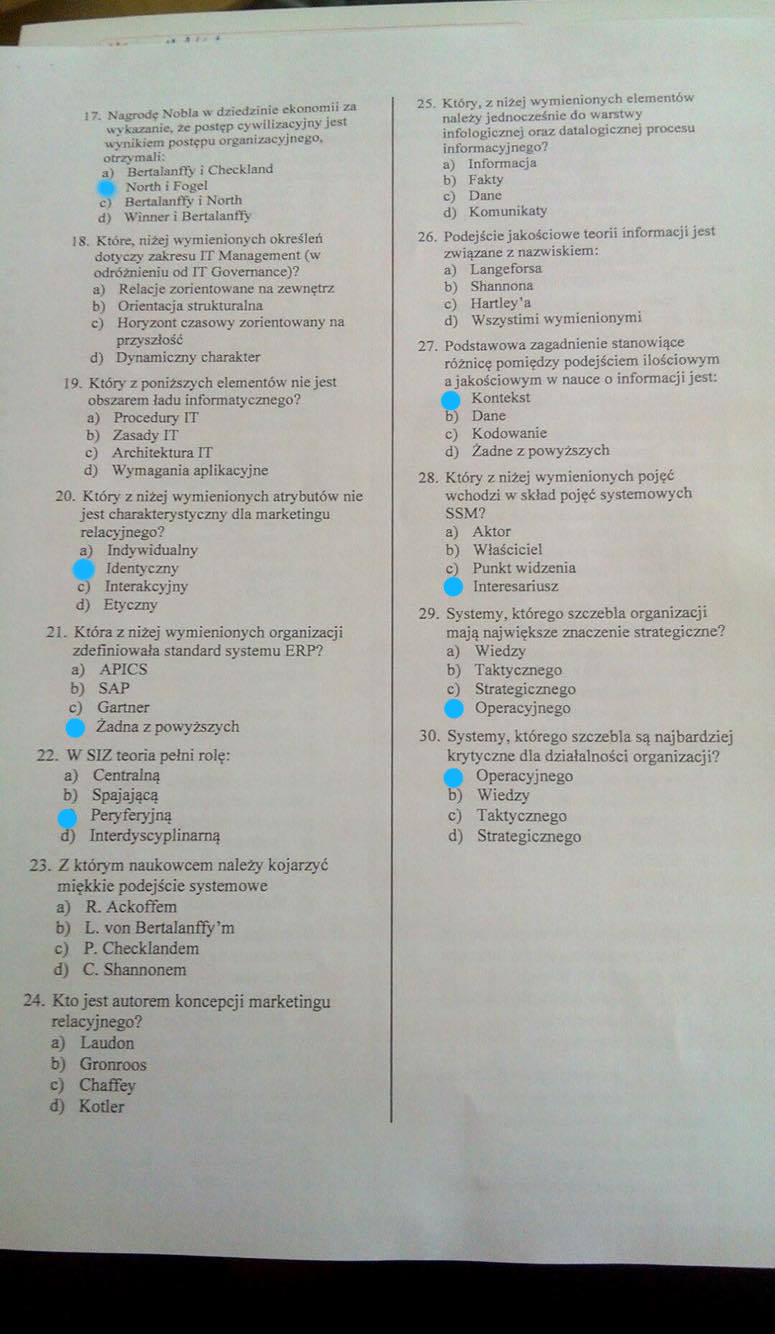 17. Nagrodę Nobla w dziedzinie ekonomii za
wykazanie, że postęp cywilizacyjny jest
wynikiem postępu organizacyjnego,
otrzymali:
a) Bertalanffy i Checkland
North i Fogel
c) Bertalanffy i North
d) Winner i Bertalanffy
18. Które, niżej wymienionych określeń
dotyczy zakresu IT Management (w
odróżnieniu od IT Governance)?
a) Relacje zorientowane na zewnętrz
b) Orientacja strukturalna
c) Horyzont czasowy zorientowany na
przyszłość
d) Dynamiczny charakter
19. Który z poniższych elementów nie jest
obszarem ładu informatycznego?
a) Procedury IT
b) Zasady IT
c) Architektura IT
d) Wymagania aplikacyjne
20. Który z niżej wymienionych atrybutów nie
jest charakterystyczny dla marketingu
relacyjnego?
a) Indywidualny
Identyczny
c) Interakcyjny
d) Etyczny
21. Która z niżej wymienionych organizacji
zdefiniowała standard systemu ERP?
a) APICS
b) SAP
c) Gartner
Żadna z powyższych
22. W SIZ teoria pełni rolę:
a) Centralną
b) Spajającą
Peryferyjną
d) Interdyscyplinarną
23. Z którym naukowcem należy kojarzyć
miękkie podejście systemowe
a) R. Ackoffem
b) L. von Bertalanffy'm
c) P. Checklandem
d) C. Shannonem
24. Kto jest autorem koncepcji marketingu
relacyjnego?
a) Laudon
b) Gronroos
c) Chaffey
d) Kotler
25. Który, z niżej wymienionych elementów
należy jednocześnie do warstwy
infologicznej oraz datalogicznej procesu
informacyjnego?
a) Informacja
b) Fakty
c) Dane
d) Komunikaty
26. Podejście jakościowe teorii informacji jest
związane z nazwiskiem:
a) Langeforsa
b) Shannona
c) Hartley'a
d) Wszystimi wymienionymi
27. Podstawowa zagadnienie stanowiące
różnicę pomiędzy podejściem ilościowym
a jakościowym w nauce o informacji jest:
Kontekst
b) Dane
c) Kodowanie
d) Żadne z powyższych
28. Który z niżej wymienionych pojęć
wchodzi w skład pojęć systemowych
SSM?
a) Aktor
b) Właściciel
c) Punkt widzenia
Interesariusz
29. Systemy, którego szczebla organizacji
mają największe znaczenie strategiczne?
a) Wiedzy
b) Taktycznego
c) Strategicznego
Operacyjnego
30. Systemy, którego szczebla są najbardziej
krytyczne dla działalności organizacji?
Operacyjnego
b) Wiedzy
c) Taktycznego
d) Strategicznego